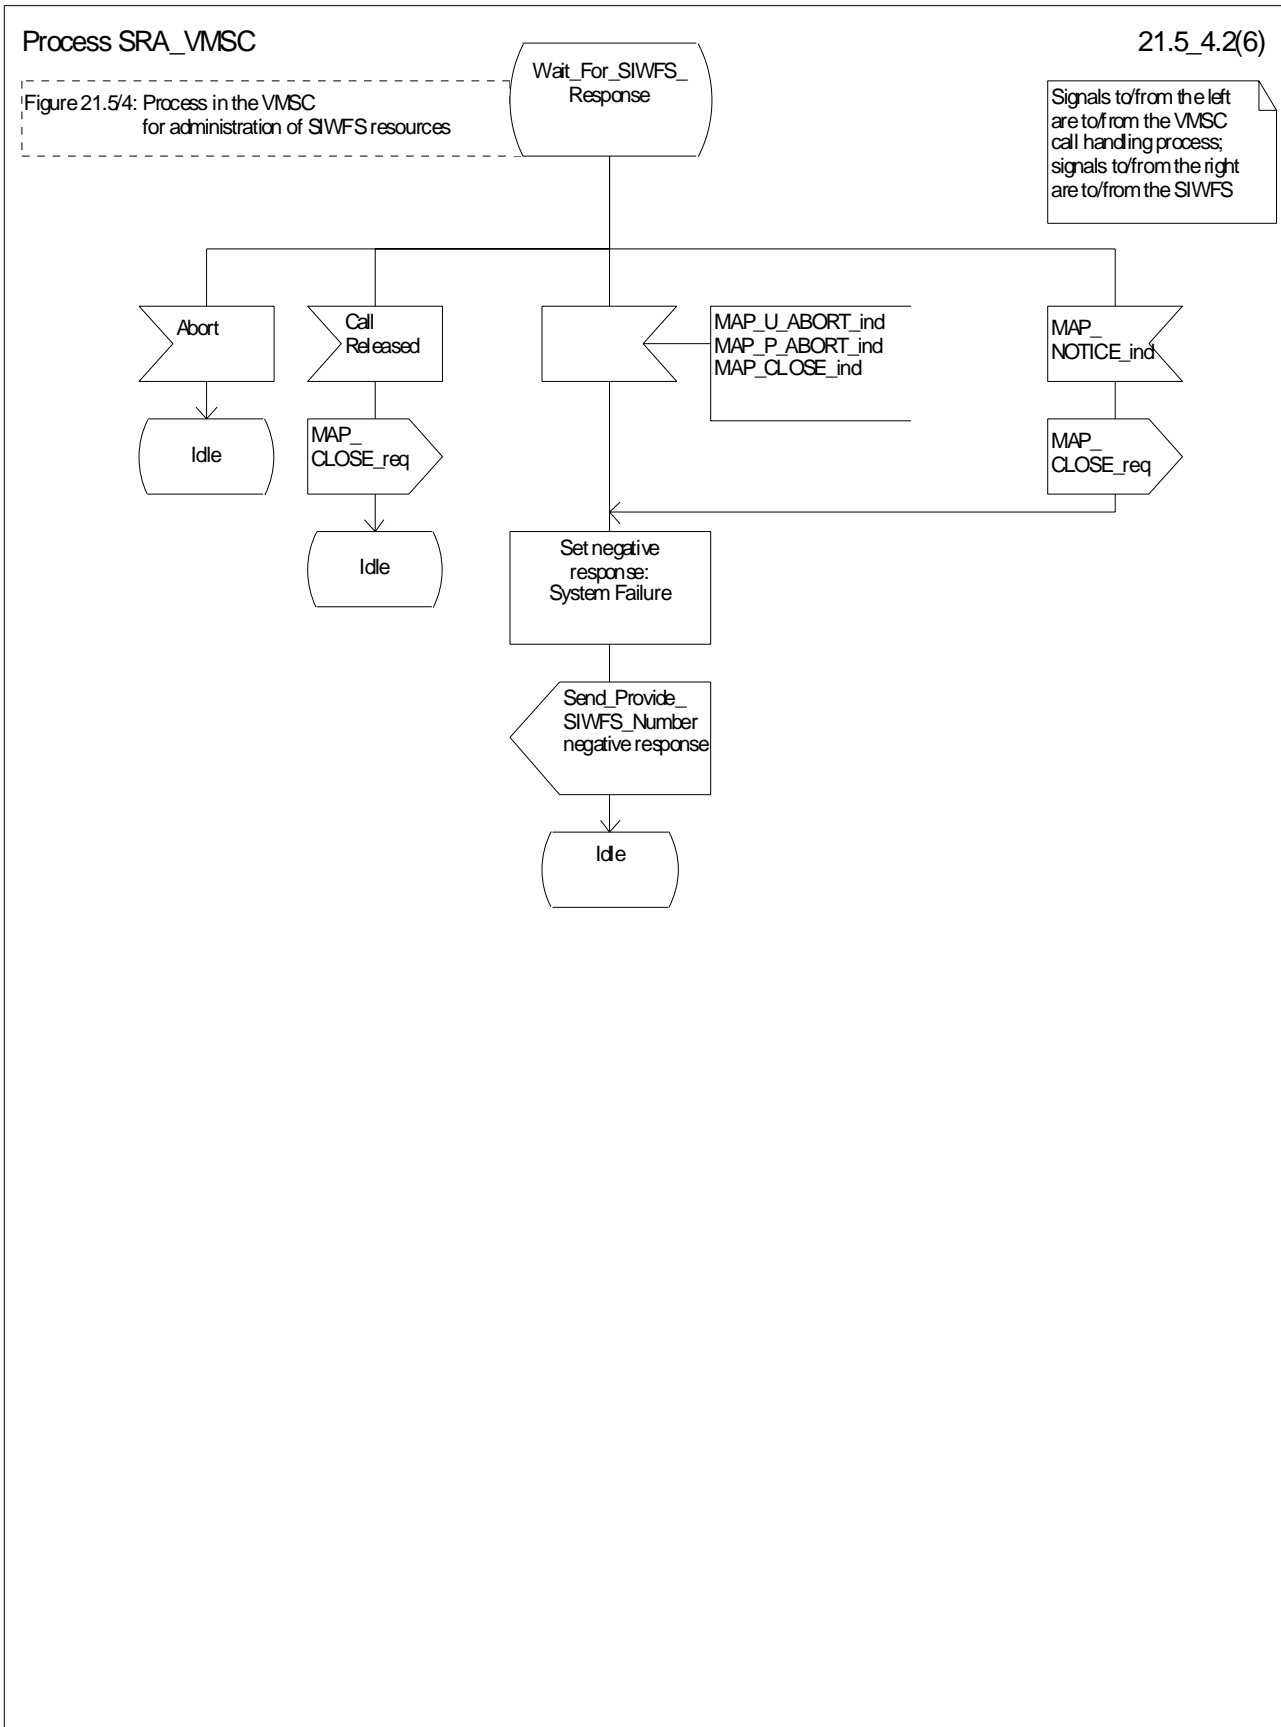 Process SRA_VMSC
21.5_4.2(6)
Figure 21.5/4: Process in the VMSC
for administration of SIWFS resources
Wait_For_SIWFS_
Response
Signals to/from the left
are to/from the VMSC
call handling process;
signals to/from the right
are to/from the SIWFS
Abort
Call
Released
MAP_U_ABORT_ind
MAP_P_ABORT_ind
MAP_CLOSE_ind
MAP_
NOTICE_ind
Idle
MAP_
CLOSE_req
MAP_
CLOSE_req
Idle
Set negative
response:
System Failure
Send_Provide_
SIWFS_Number
negative response
Idle